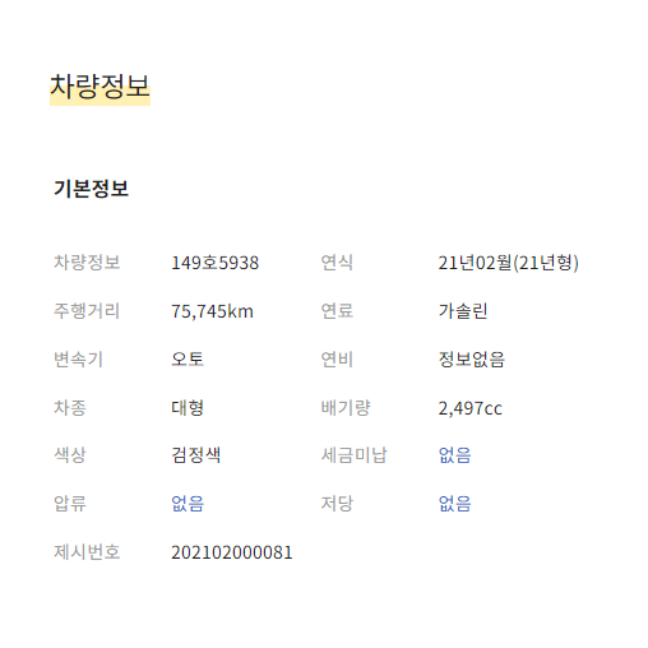 차량정보
기본정보
차량정보 149호5938 연식 21년02월(21년형)
주행거리 75,745km 연료 가솔린
변속기 오토 연비 정보없음
차종 대형 배기량 2,497cc
색상 검정색 세금미납 없음
압류 없음 저당 없음
제시번호 202102000081